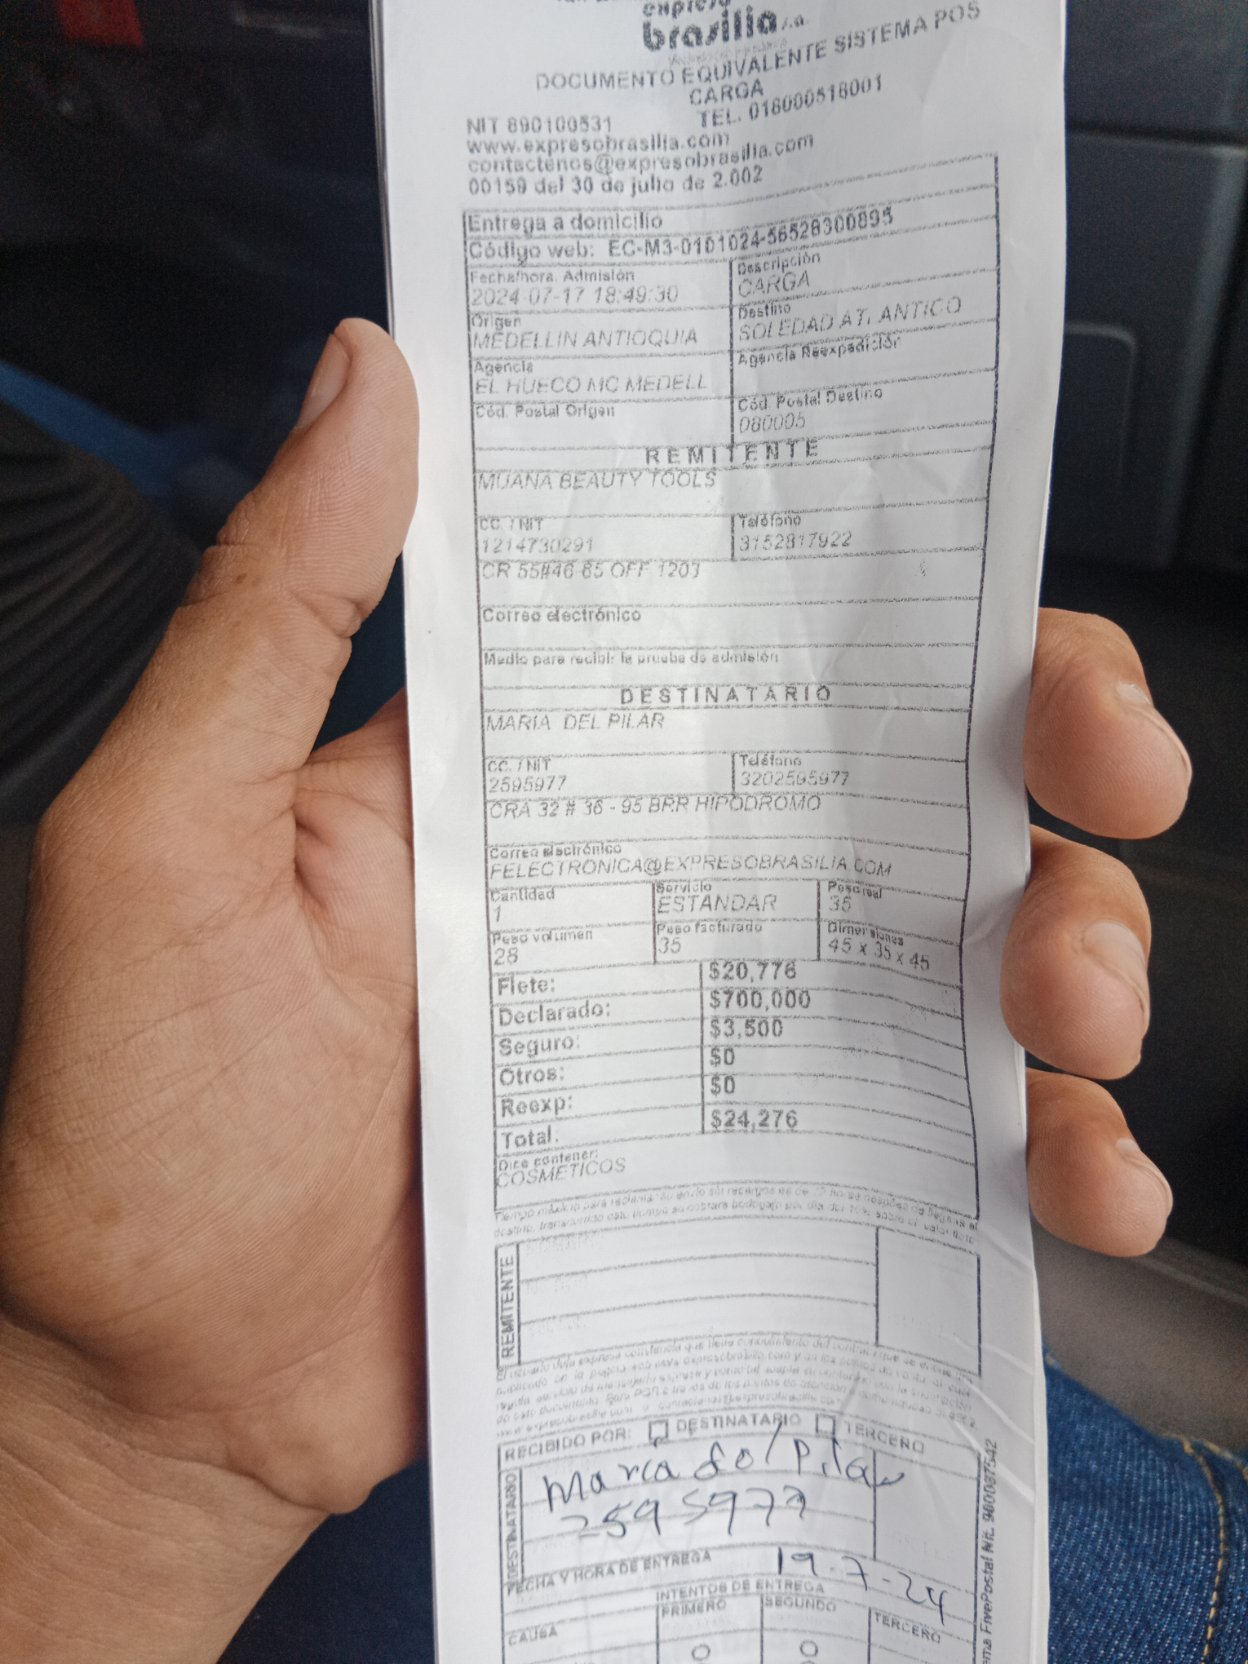 expreso
brasilia s.a.
DOCUMENTO EQUIVALENTE SISTEMA POS
CARGA
NIT 890100531 TEL. 018000518001
www.expresobrasilia.com
contactenos@expresobrasilia.com
00159 del 30 de julio de 2.002
Entrega a domicilio
Código web: EC-M3-0101024-56528300895
Fecha/hora. Admisión Descripción
2024-07-17 18:49:30 CARGA
Origen Destino
MEDELLIN ANTIOQUIA SOLEDAD ATLANTICO
Agencia Agencia Reexpedición
EL HUECO MC MEDELL
Cód. Postal Origen Cód. Postal Destino
080005
REMITENTE
MUANA BEAUTY TOOLS
CC. / NIT Teléfono
1214730291 3152817922
CR 55#46 65 OFF 1203
Correo electrónico
Medio para recibir la prueba de admisión
DESTINATARIO
MARIA DEL PILAR
CC. / NIT Teléfono
2595977 3202595977
CRA 32 # 36 - 95 BRR HIPODROMO
Correo electrónico
FELECTRONICA@EXPRESOBRASILIA.COM
Cantidad Servicio Peso real
1 ESTANDAR 35
Peso volumen Peso facturado Dimensiones
28 35 45 x 35 x 45
Flete: $20,776
Declarado: $700,000
Seguro: $3,500
Otros: $0
Reexp: $0
Total: $24,276
Dice contener:
COSMETICOS
REMITENTE
RECIBIDO POR: DESTINATARIO TERCERO
DESTINATARIO
Maria del Pilar
2595977
FECHA Y HORA DE ENTREGA 19-7-24
INTENTOS DE ENTREGA
CAUSA PRIMERO SEGUNDO TERCERO
FivePostal Nit. 900087542